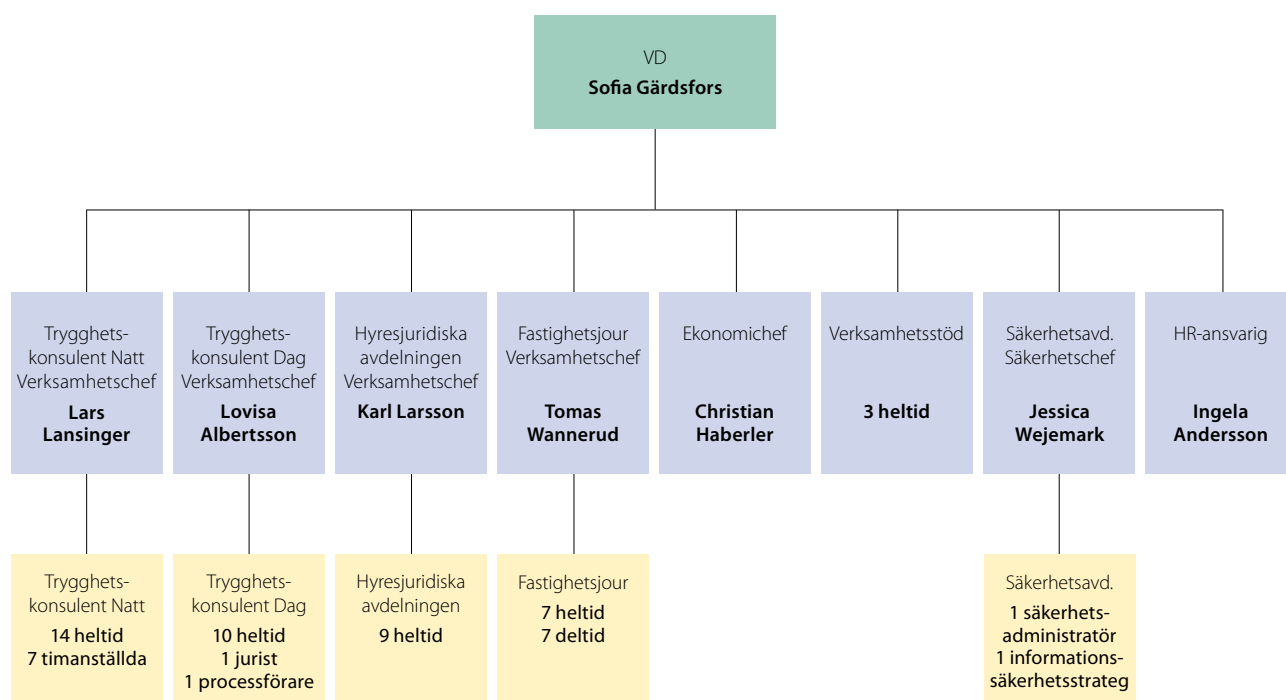 VD
Sofia Gärdsfors
Trygghets-
konsulent Natt
Verksamhetschef
Lars
Lansinger
Trygghets-
konsulent Dag
Verksamhetschef
Lovisa
Albertsson
Hyresjuridiska
avdelningen
Verksamhetschef
Karl Larsson
Fastighetsjour
Verksamhetschef
Tomas
Wannerud
Ekonomichef
Christian
Haberler
Verksamhetsstöd
3 heltid
Säkerhetsavd.
Säkerhetschef
Jessica
Wejemark
HR-ansvarig
Ingela
Andersson
Trygghets-
konsulent Natt
14 heltid
7 timanställda
Trygghets-
konsulent Dag
10 heltid
1 jurist
1 processförare
Hyresjuridiska
avdelningen
9 heltid
Fastighetsjour
7 heltid
7 deltid
Säkerhetsavd.
1 säkerhets-
administratör
1 informations-
säkerhetsstrateg